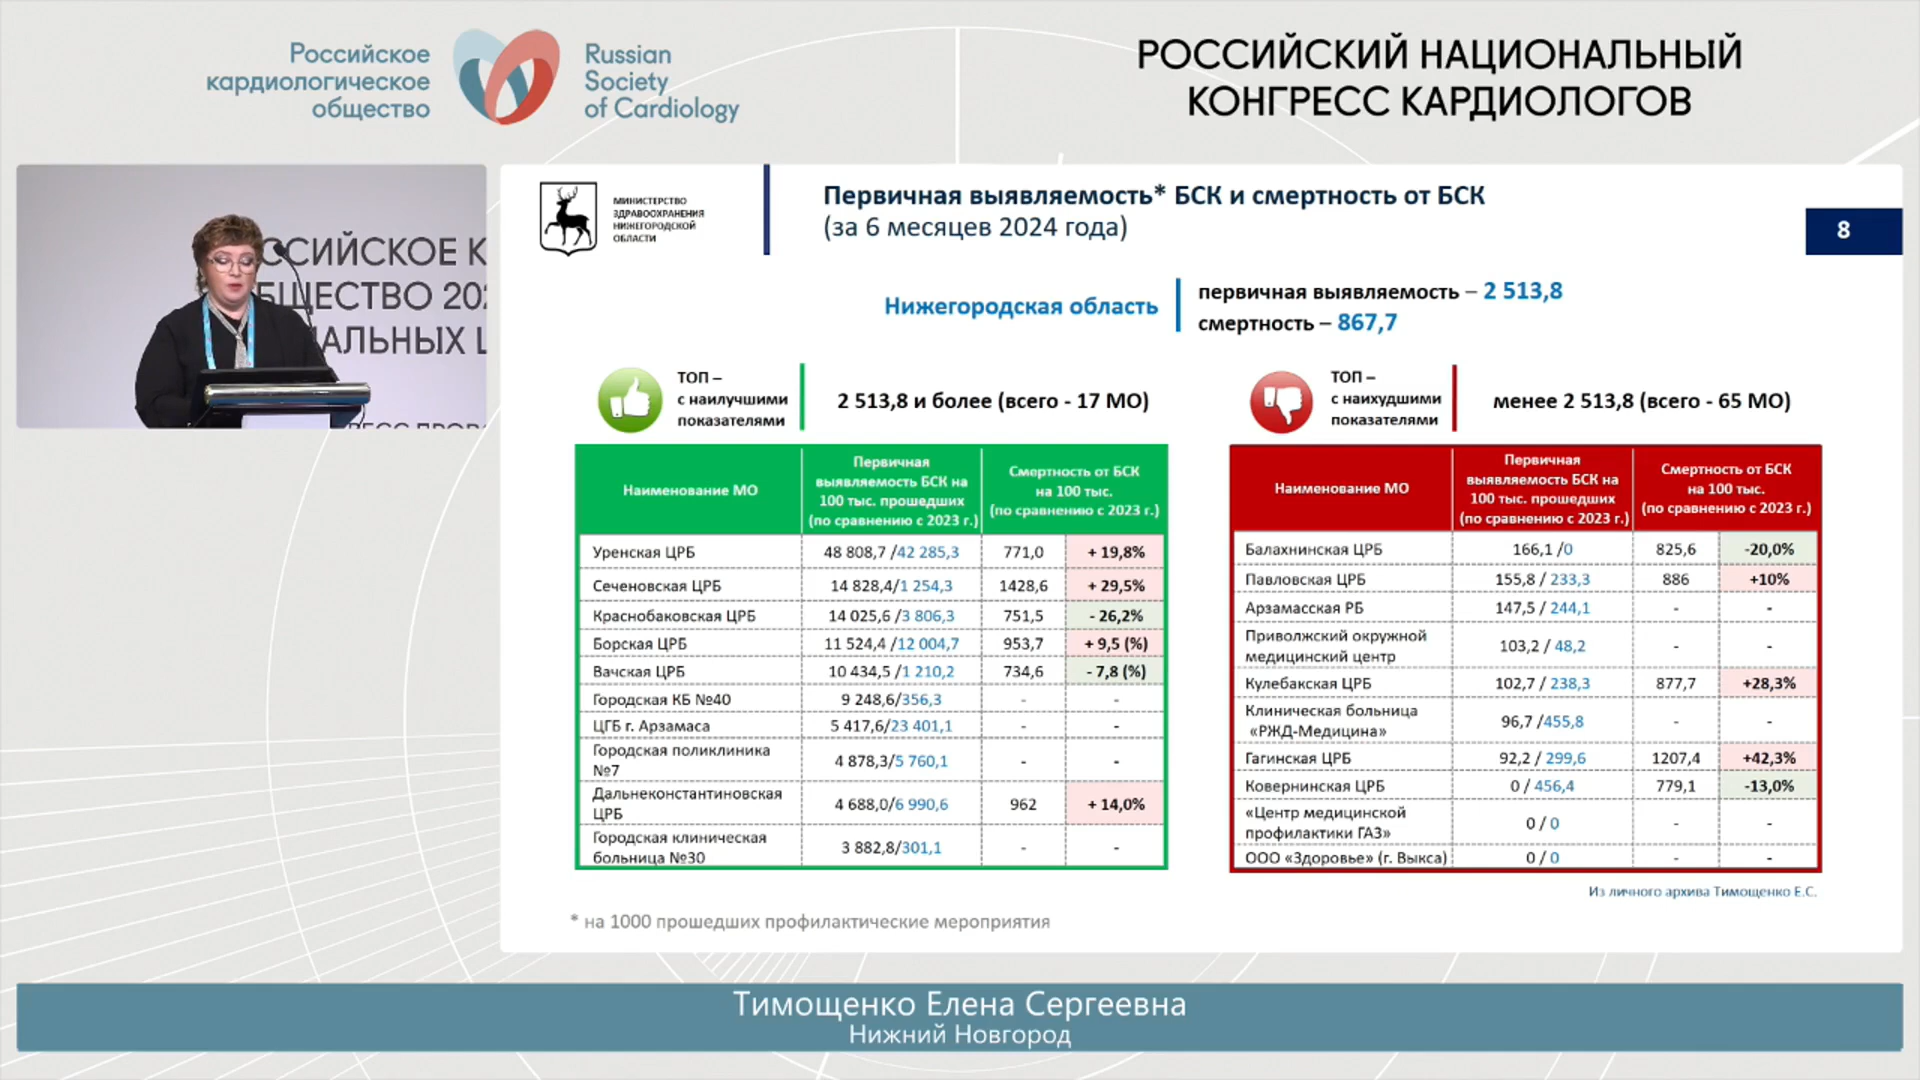 Российское
кардиологическое
общество
Russian
Society
of Cardiology
РОССИЙСКИЙ НАЦИОНАЛЬНЫЙ
КОНГРЕСС КАРДИОЛОГОВ
ССИЙСКОЕ К
БЩЕСТВО 202
АЛЬНЫХ Ц
МИНИСТЕРСТВО
ЗДРАВООХРАНЕНИЯ
НИЖЕГОРОДСКОЙ
ОБЛАСТИ
Первичная выявляемость* БСК и смертность от БСК
(за 6 месяцев 2024 года)
8
Нижегородская область
первичная выявляемость – 2 513,8
смертность – 867,7
ТОП –
с наилучшими
показателями
2 513,8 и более (всего - 17 МО)
Наименование МО
Первичная
выявляемость БСК на
100 тыс. прошедших
(по сравнению с 2023 г.)
Смертность от БСК
на 100 тыс.
(по сравнению с 2023 г.)
Уренская ЦРБ 48 808,7 /42 285,3 771,0 + 19,8%
Сеченовская ЦРБ 14 828,4/1 254,3 1428,6 + 29,5%
Краснобаковская ЦРБ 14 025,6 /3 806,3 751,5 - 26,2%
Борская ЦРБ 11 524,4 /12 004,7 953,7 + 9,5 (%)
Вачская ЦРБ 10 434,5 /1 210,2 734,6 - 7,8 (%)
Городская КБ №40 9 248,6/356,3 - -
ЦГБ г. Арзамаса 5 417,6/23 401,1 - -
Городская поликлиника
№7 4 878,3/5 760,1 - -
Дальнеконстантиновская
ЦРБ 4 688,0/6 990,6 962 + 14,0%
Городская клиническая
больница №30 3 882,8/301,1 - -
ТОП –
с наихудшими
показателями
менее 2 513,8 (всего - 65 МО)
Наименование МО
Первичная
выявляемость БСК на
100 тыс. прошедших
(по сравнению с 2023 г.)
Смертность от БСК
на 100 тыс.
(по сравнению с 2023 г.)
Балахнинская ЦРБ 166,1 /0 825,6 -20,0%
Павловская ЦРБ 155,8 / 233,3 886 +10%
Арзамасская РБ 147,5 / 244,1 - -
Приволжский окружной
медицинский центр 103,2 / 48,2 - -
Кулебакская ЦРБ 102,7 / 238,3 877,7 +28,3%
Клиническая больница
«РЖД-Медицина» 96,7 /455,8 - -
Гагинская ЦРБ 92,2 / 299,6 1207,4 +42,3%
Ковернинская ЦРБ 0 / 456,4 779,1 -13,0%
«Центр медицинской
профилактики ГАЗ» 0 / 0 - -
ООО «Здоровье» (г. Выкса) 0 / 0 - -
Из личного архива Тимощенко Е.С.
* на 1000 прошедших профилактические мероприятия
Тимощенко Елена Сергеевна
Нижний Новгород